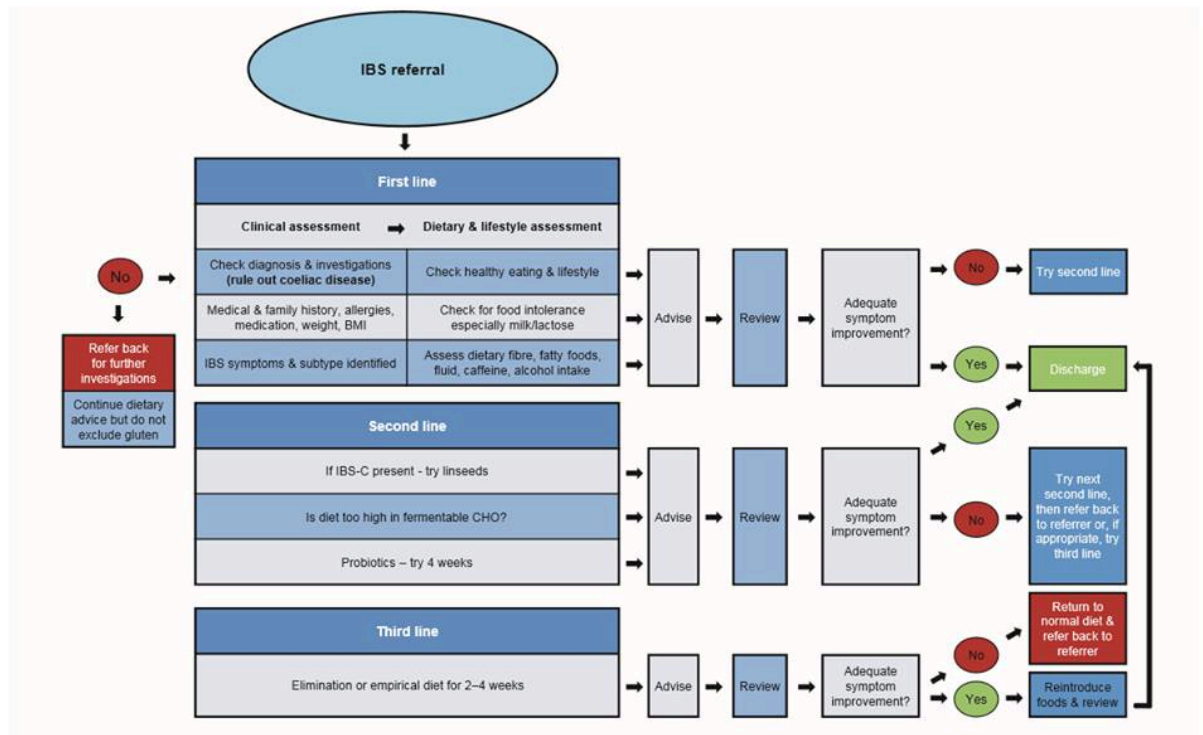 IBS referral
First line
Clinical assessment
Dietary & lifestyle assessment
Check diagnosis & investigations
(rule out coeliac disease)
Check healthy eating & lifestyle
Medical & family history, allergies,
medication, weight, BMI
Check for food intolerance
especially milk/lactose
IBS symptoms & subtype identified
Assess dietary fibre, fatty foods,
fluid, caffeine, alcohol intake
No
Refer back
for further
investigations
Continue dietary
advice but do not
exclude gluten
Advise
Review
Adequate
symptom
improvement?
No
Try second line
Yes
Discharge
Second line
If IBS-C present - try linseeds
Is diet too high in fermentable CHO?
Probiotics – try 4 weeks
Advise
Review
Adequate
symptom
improvement?
Yes
No
Try next
second line,
then refer back
to referrer or, if
appropriate, try
third line
Third line
Elimination or empirical diet for 2–4 weeks
Advise
Review
Adequate
symptom
improvement?
No
Return to
normal diet &
refer back to
referrer
Yes
Reintroduce
foods & review